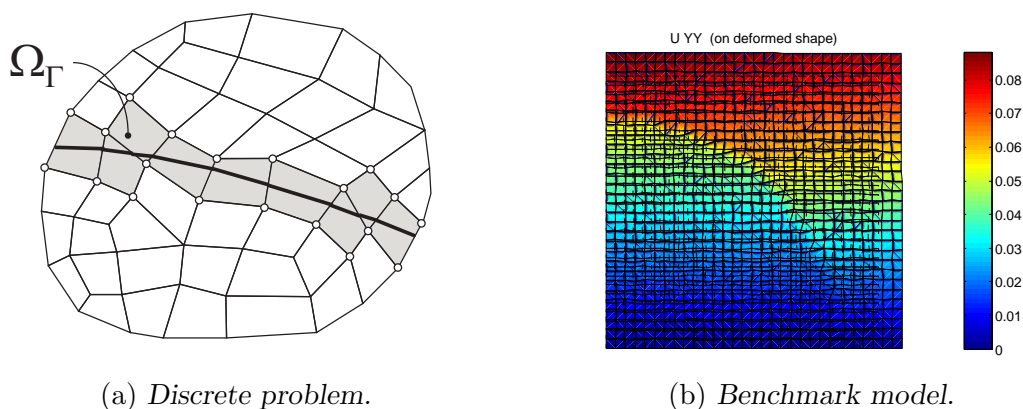 Ω_Γ
U YY (on deformed shape)
0.08
0.07
0.06
0.05
0.04
0.03
0.02
0.01
0
(a) Discrete problem.
(b) Benchmark model.